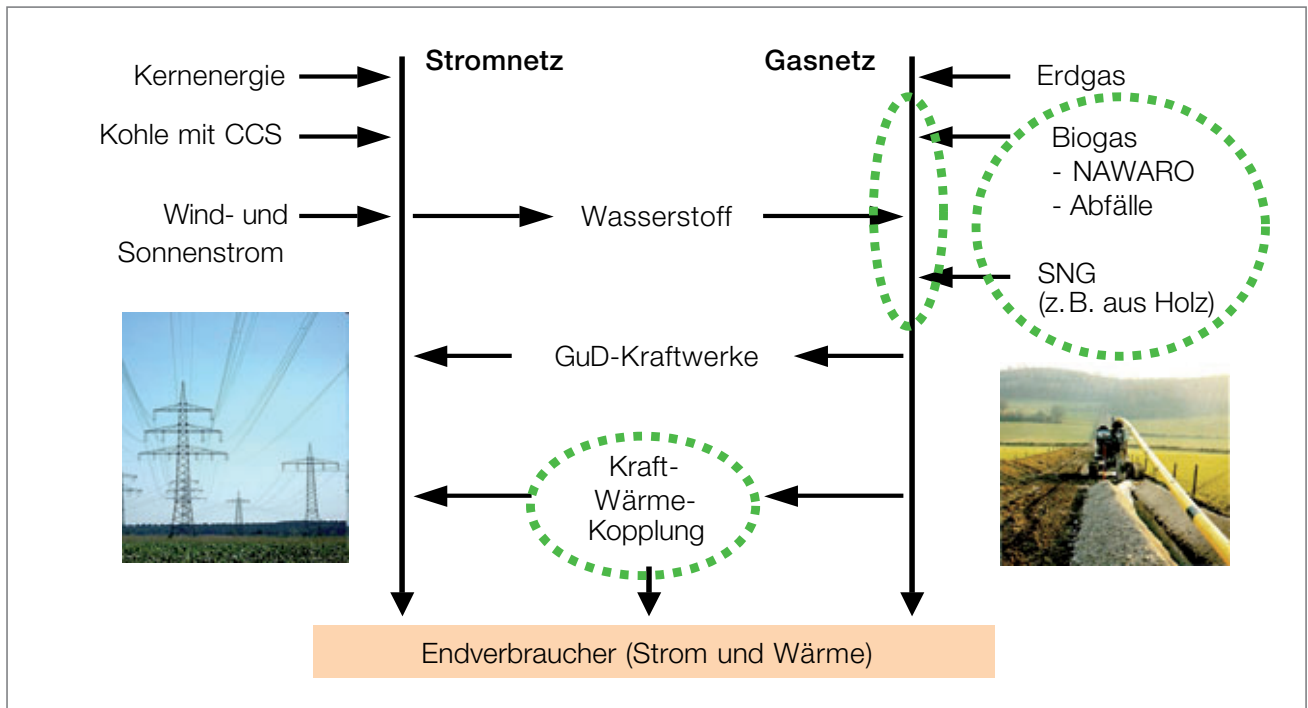 Stromnetz
Gasnetz
Kernenergie
Erdgas
Kohle mit CCS
Biogas
- NAWARO
- Abfälle
Wind- und
Sonnenstrom
Wasserstoff
SNG
(z. B. aus Holz)
GuD-Kraftwerke
Kraft-
Wärme-
Kopplung
Endverbraucher (Strom und Wärme)